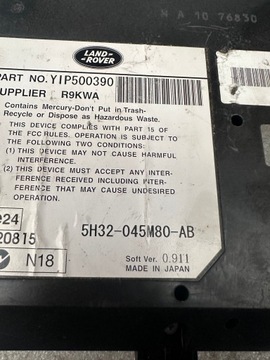 N A 10 76830
LAND-
ROVER
PART NO. YIP500390
SUPPLIER R9KWA
Contains Mercury-Don't Put in Trash-
Recycle or Dispose as Hazardous Waste.
THIS DEVICE COMPLIES WITH PART 15 OF
THE FCC RULES. OPERATION IS SUBJECT TO
THE FOLLOWING TWO CONDITIONS:
(1) THIS DEVICE MAY NOT CAUSE HARMFUL
INTERFERENCE, AND
THIS DEVICE MUST ACCEPT ANY INTER-
FERENCE RECEIVED INCLUDING INTER-
FERENCE THAT MAY CAUSE UNDESIRED
OPERATION.
e24
20815
5H32-045M80-AB
N18
Soft Ver. 0.911
MADE IN JAPAN